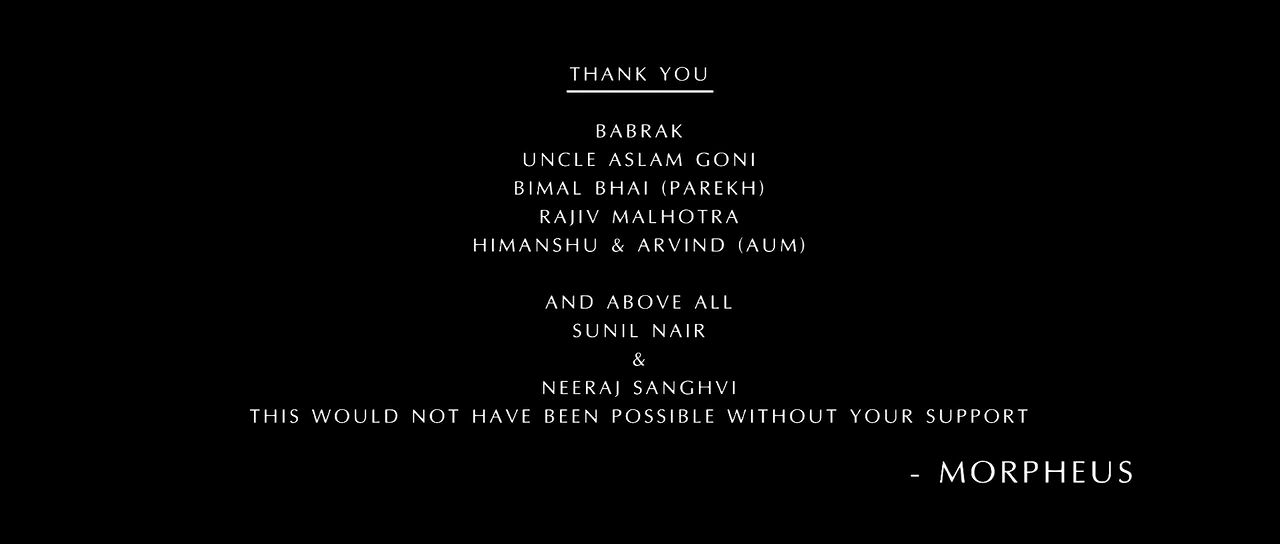 THANK YOU
BABRAK
UNCLE ASLAM GONI
BIMAL BHAI (PAREKH)
RAJIV MALHOTRA
HIMANSHU & ARVIND (AUM)
AND ABOVE ALL
SUNIL NAIR
&
NEERAJ SANGHVI
THIS WOULD NOT HAVE BEEN POSSIBLE WITHOUT YOUR SUPPORT
- MORPHEUS